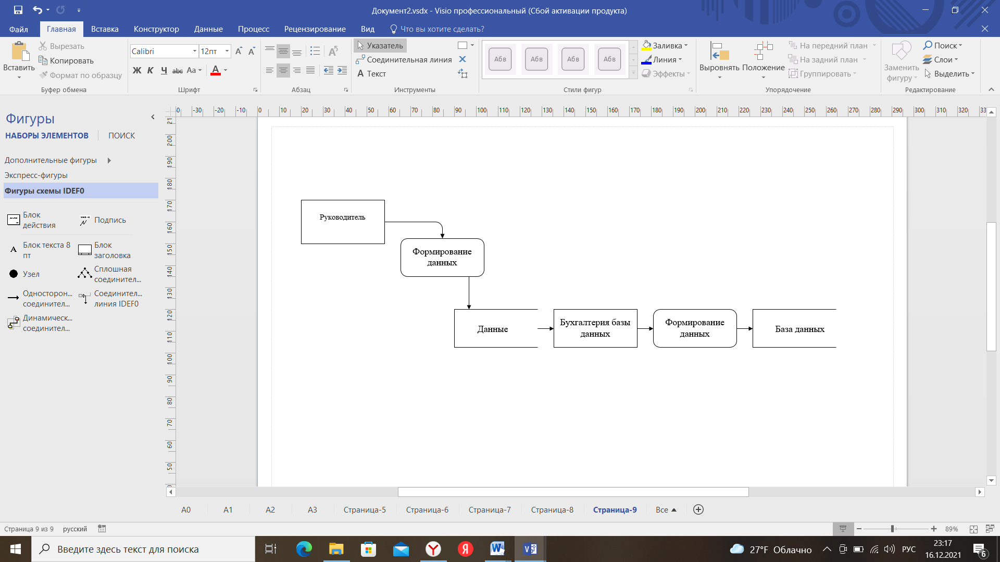 Документ2.vsdx - Visio профессиональный (Сбой активации продукта)
Файл
Главная
Вставка
Конструктор
Данные
Процесс
Рецензирование
Вид
Что вы хотите сделать?
Вставить
Вырезать
Копировать
Формат по образцу
Буфер обмена
Calibri
12пт
Ж К Ч abc Aa A
Шрифт
Абзац
Указатель
Соединительная линия
A Текст
Инструменты
Абв Абв Абв Абв
Стили фигур
Заливка
Линия
Эффекты
Выровнять
Положение
На передний план
На задний план
Группировать
Упорядочение
Заменить
фигуру
Поиск
Слои
Выделить
Редактирование
Фигуры
НАБОРЫ ЭЛЕМЕНТОВ
ПОИСК
Дополнительные фигуры
Экспресс-фигуры
Фигуры схемы IDEF0
Блок
действия
Подпись
A
Блок текста 8
пт
Блок
заголовка
Узел
Сплошная
соединител...
Односторон...
соединител...
Соединител...
линия IDEF0
Динамическ...
соединител...
-30 -20 -10 0 10 20 30 40 50 60 70 80 90 100 110 120 130 140 150 160 170 180 190 200 210 220 230 240 250 260 270 280 290 300 310 320 33
21 200 190 180 170 160 150 140 130 120 110 100 90 80 70 60 50
Руководитель
Формирование
данных
Данные
Бухгалтерия базы
данных
Формирование
данных
База данных
A0
A1
A2
A3
Страница-5
Страница-6
Страница-7
Страница-8
Страница-9
Все
Страница 9 из 9
русский
89%
Введите здесь текст для поиска
27°F Облачно
РУС
23:17
16.12.2021
6